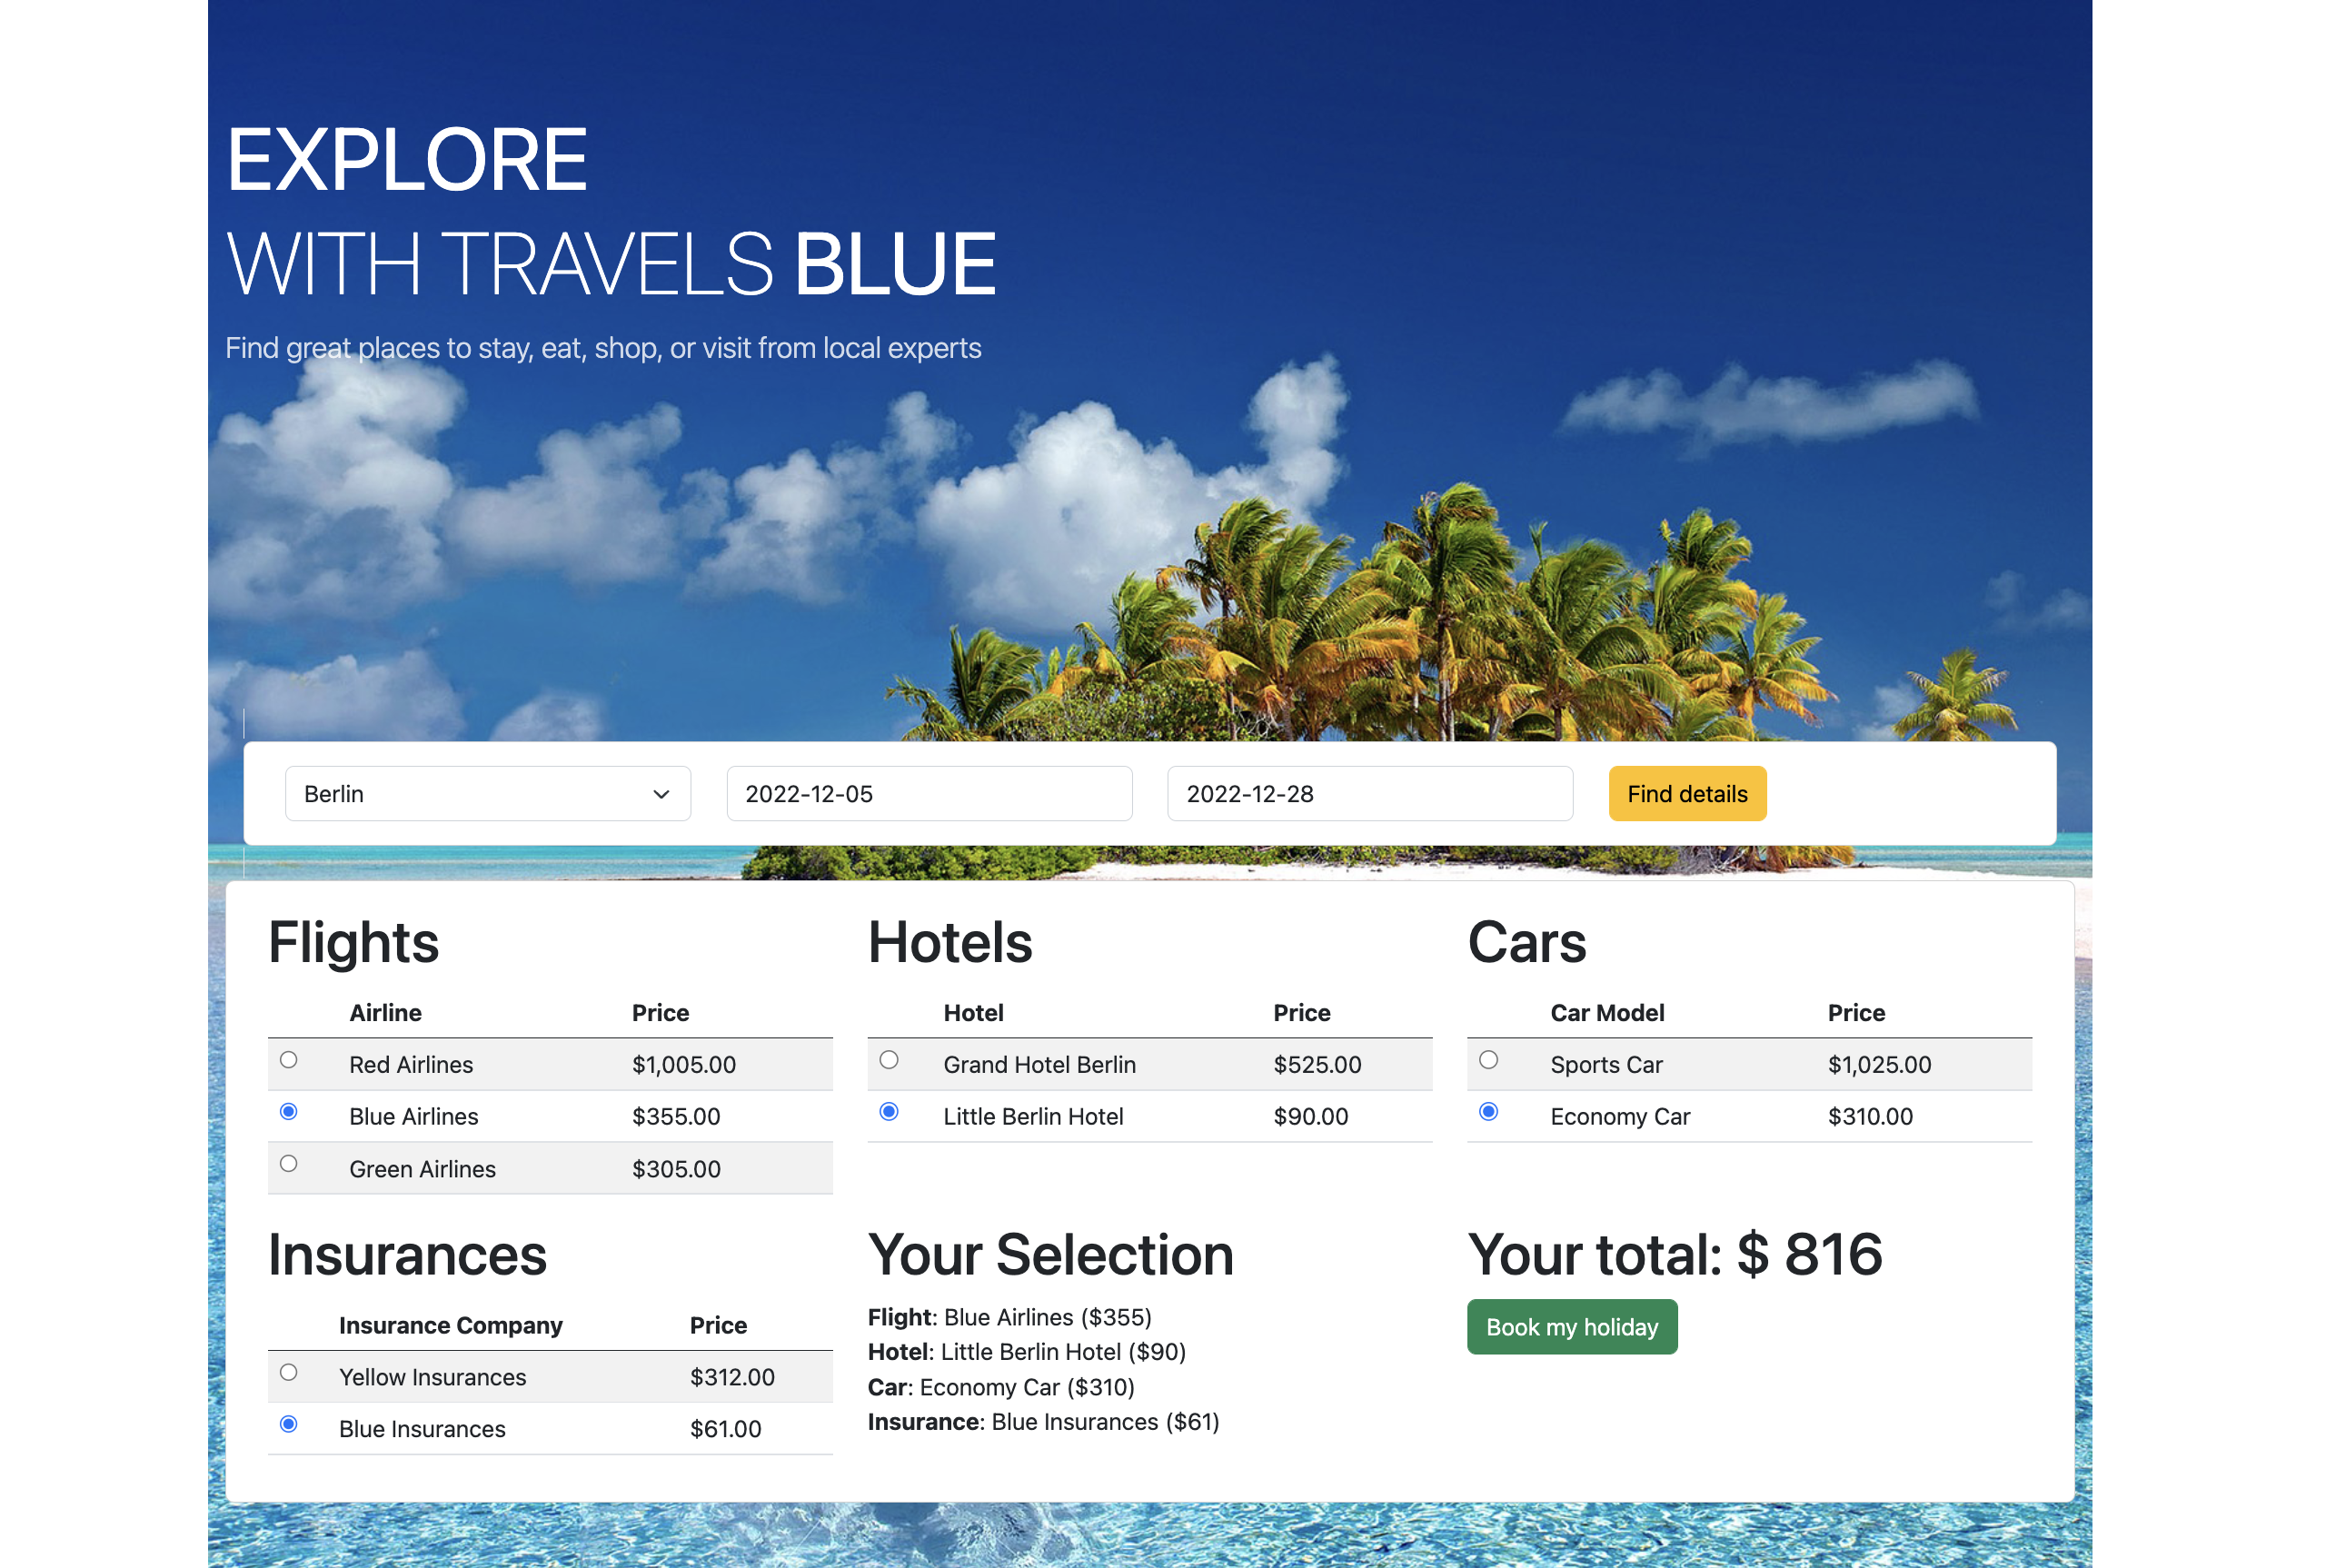 EXPLORE
WITH TRAVELS BLUE
Find great places to stay, eat, shop, or visit from local experts
Berlin 2022-12-05 2022-12-28 Find details
Flights
Airline Price
Red Airlines $1,005.00
Blue Airlines $355.00
Green Airlines $305.00
Hotels
Hotel Price
Grand Hotel Berlin $525.00
Little Berlin Hotel $90.00
Cars
Car Model Price
Sports Car $1,025.00
Economy Car $310.00
Insurances
Insurance Company Price
Yellow Insurances $312.00
Blue Insurances $61.00
Your Selection
Flight: Blue Airlines ($355)
Hotel: Little Berlin Hotel ($90)
Car: Economy Car ($310)
Insurance: Blue Insurances ($61)
Your total: $ 816
Book my holiday